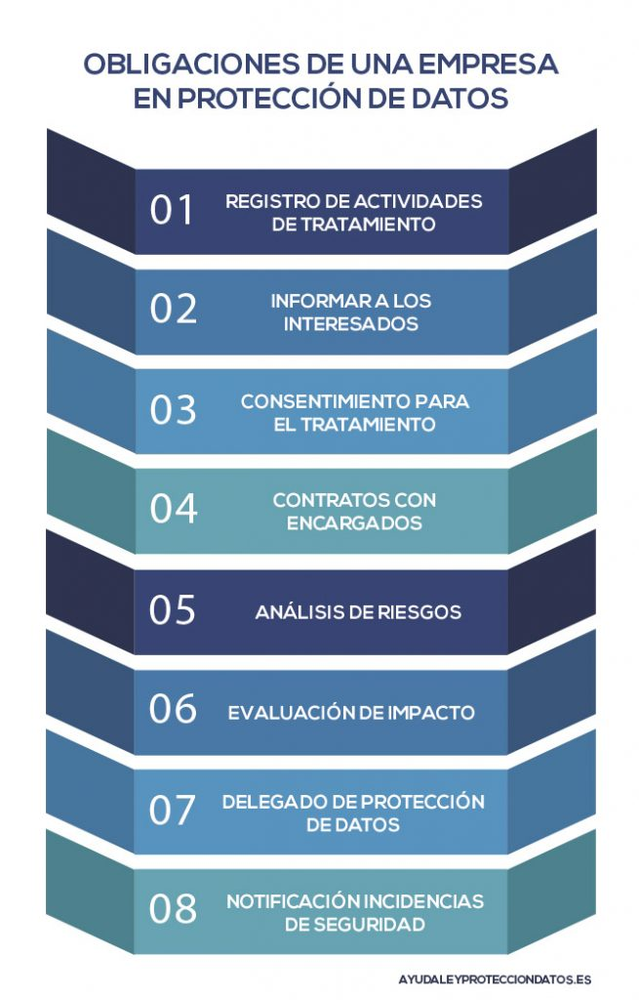 OBLIGACIONES DE UNA EMPRESA
EN PROTECCIÓN DE DATOS
01
REGISTRO DE ACTIVIDADES
DE TRATAMIENTO
02
INFORMAR A LOS
INTERESADOS
03
CONSENTIMIENTO PARA
EL TRATAMIENTO
04
CONTRATOS CON
ENCARGADOS
05
ANÁLISIS DE RIESGOS
06
EVALUACIÓN DE IMPACTO
07
DELEGADO DE PROTECCIÓN
DE DATOS
08
NOTIFICACIÓN INCIDENCIAS
DE SEGURIDAD
AYUDALEYPROTECCIONDATOS.ES